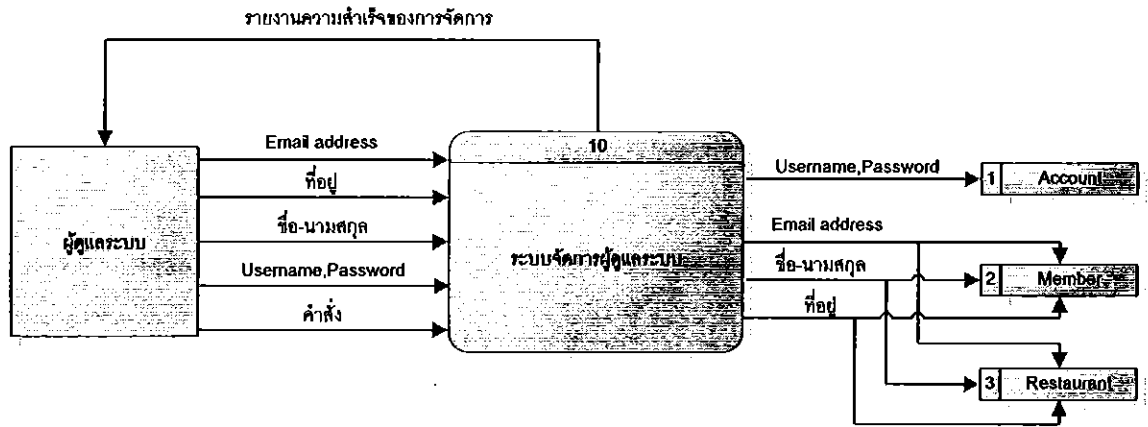 รายงานความสำเร็จของการจัดการ
ผู้ดูแลระบบ
Email address
ที่อยู่
ชื่อ-นามสกุล
Username,Password
คำสั่ง
10
ระบบจัดการผู้ดูแลระบบ
Username,Password
Email address
ชื่อ-นามสกุล
ที่อยู่
1 Account
2 Member
3 Restaurant